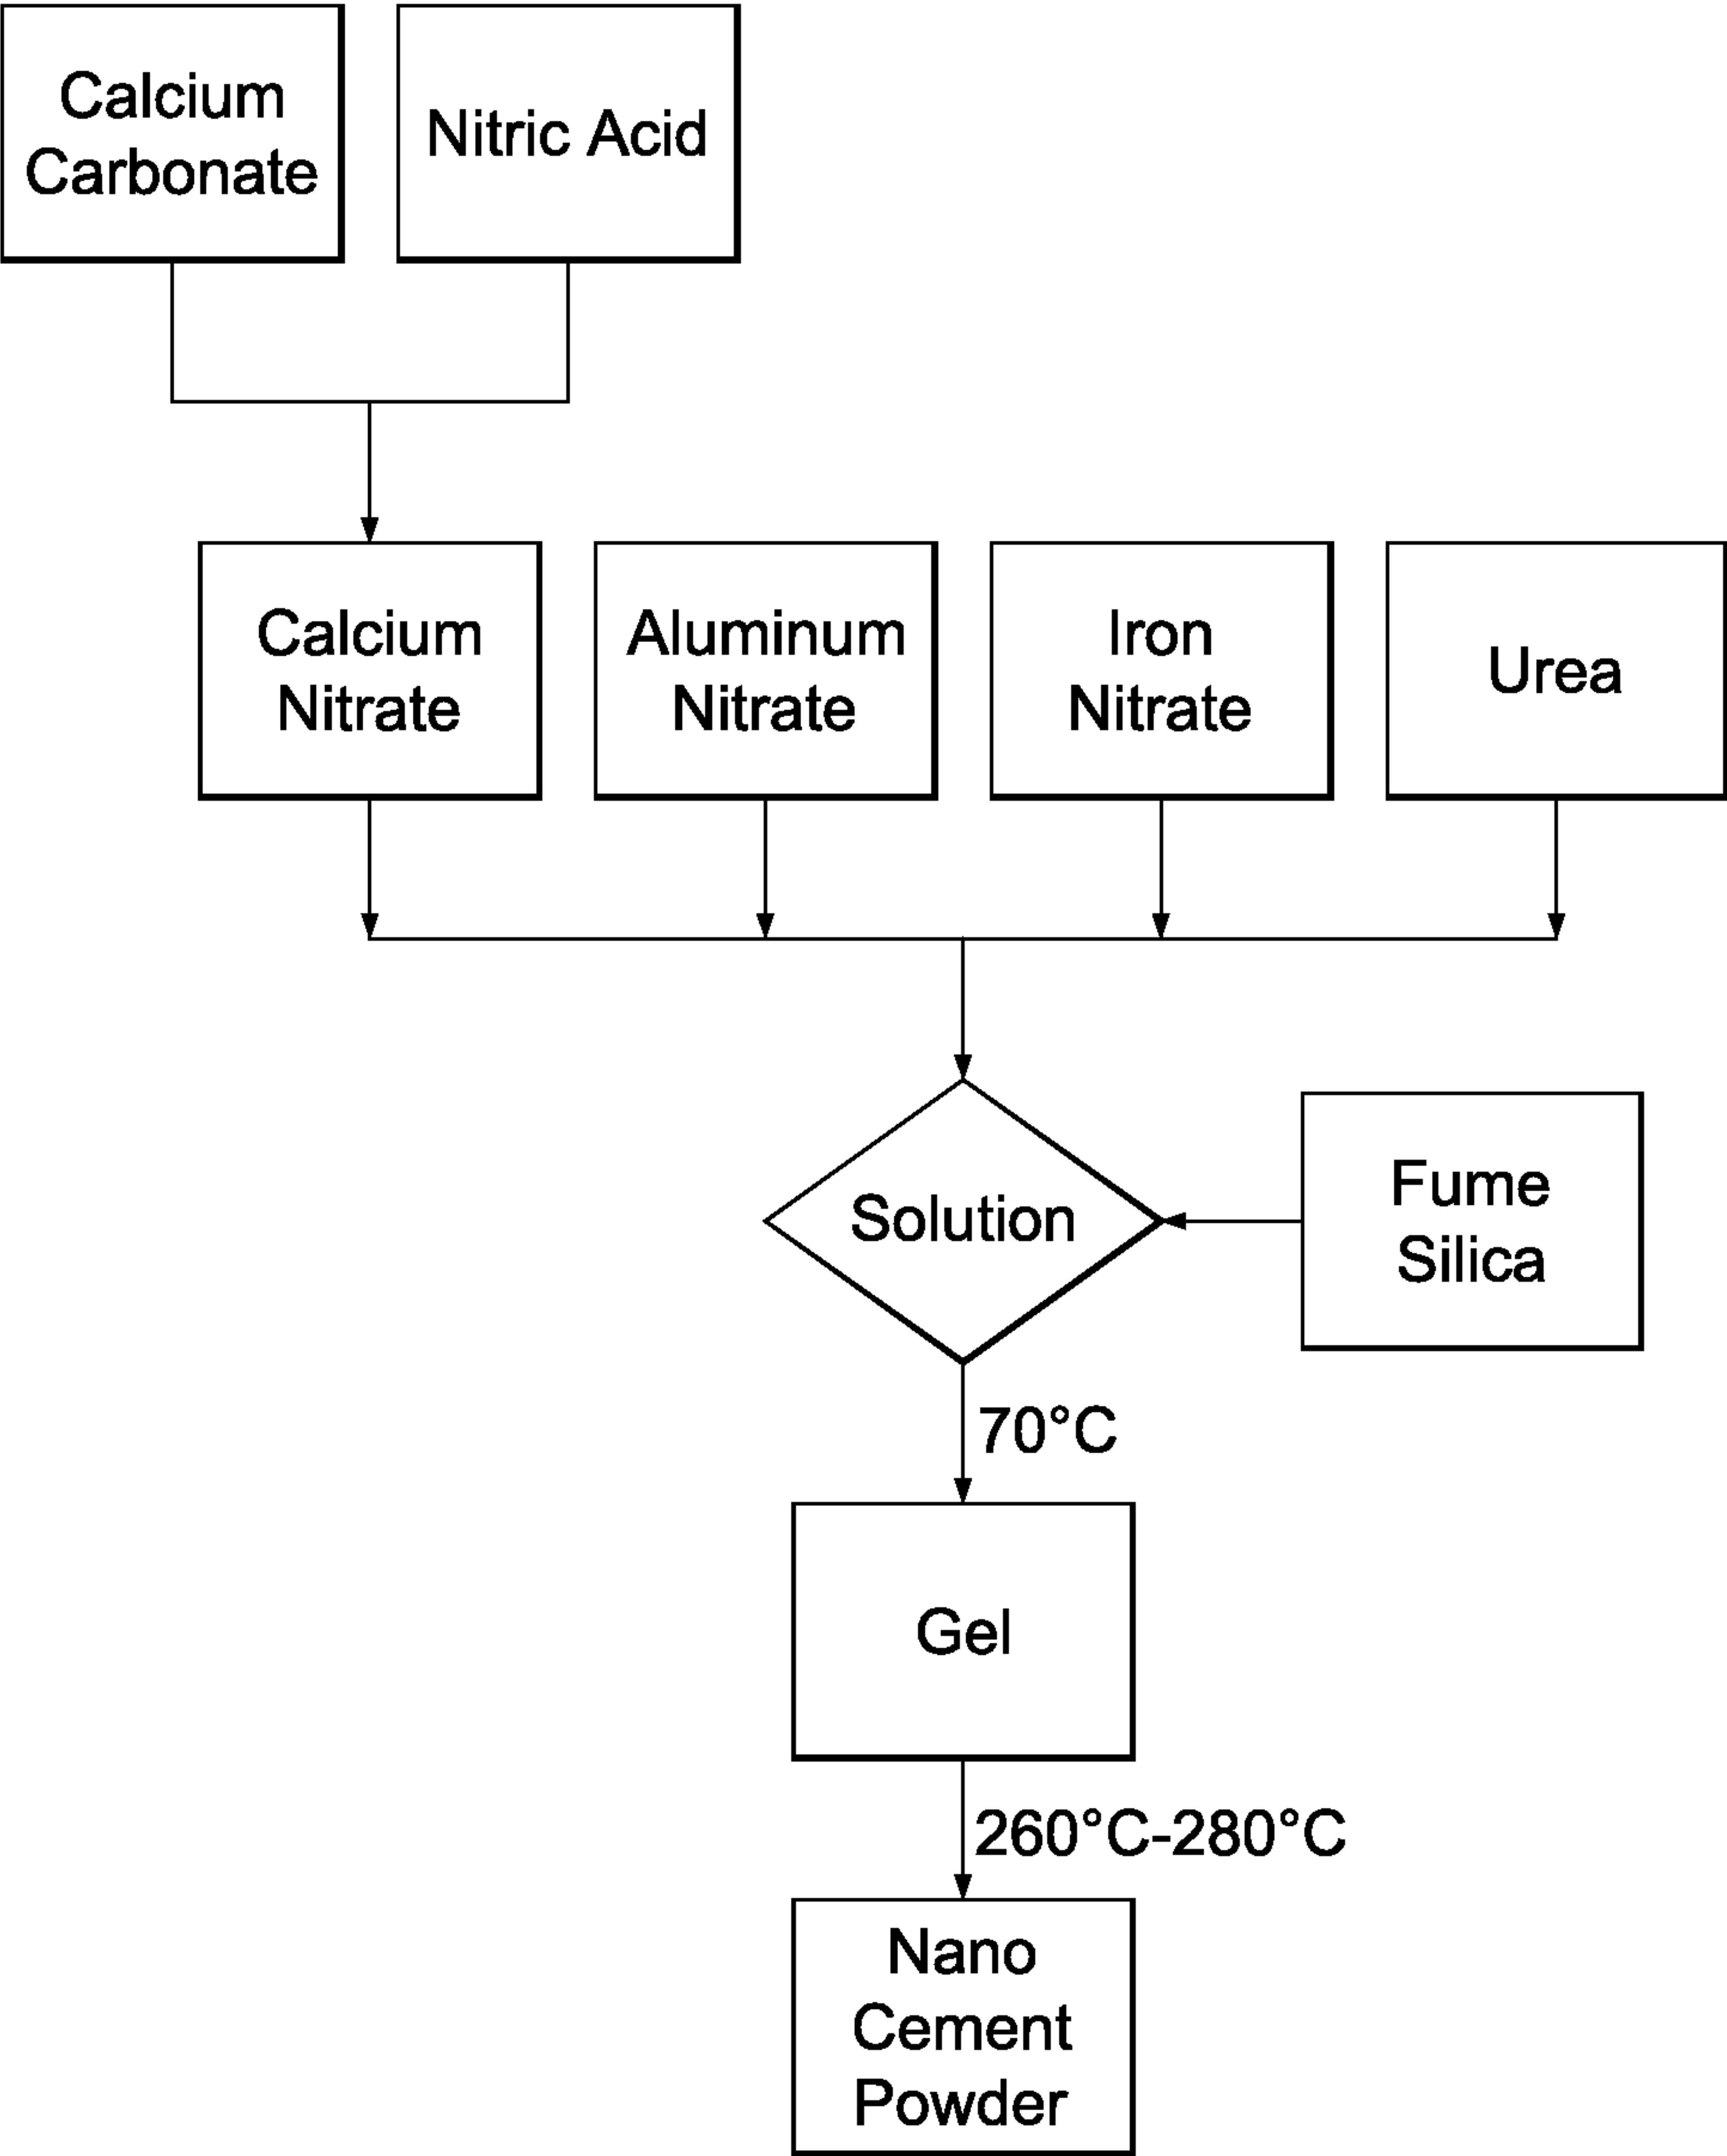 Calcium
Carbonate
Nitric Acid
Calcium
Nitrate
Aluminum
Nitrate
Iron
Nitrate
Urea
Solution
Fume
Silica
70°C
Gel
260°C-280°C
Nano
Cement
Powder